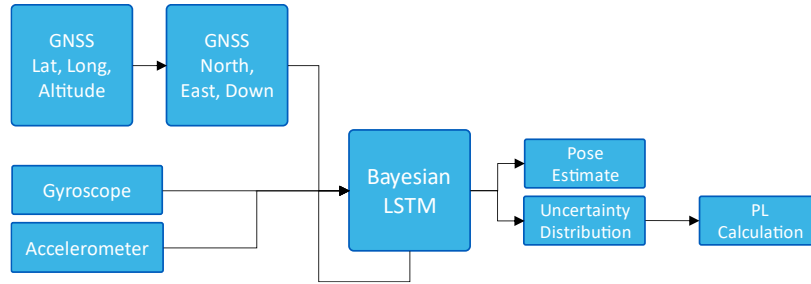 GNSS
Lat, Long,
Altitude
GNSS
North,
East, Down
Gyroscope
Accelerometer
Bayesian
LSTM
Pose
Estimate
Uncertainty
Distribution
PL
Calculation